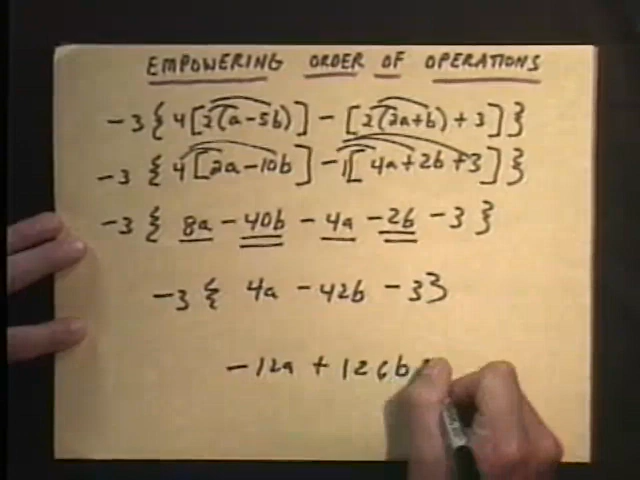 EMPOWERING ORDER OF OPERATIONS
-3{4[2(a-5b)] - [2(2a+b)+3]}
-3{4[2a-10b] -1[4a+2b+3]}
-3{8a - 40b - 4a - 2b - 3}
-3{4a - 42b - 3}
-12a + 126b